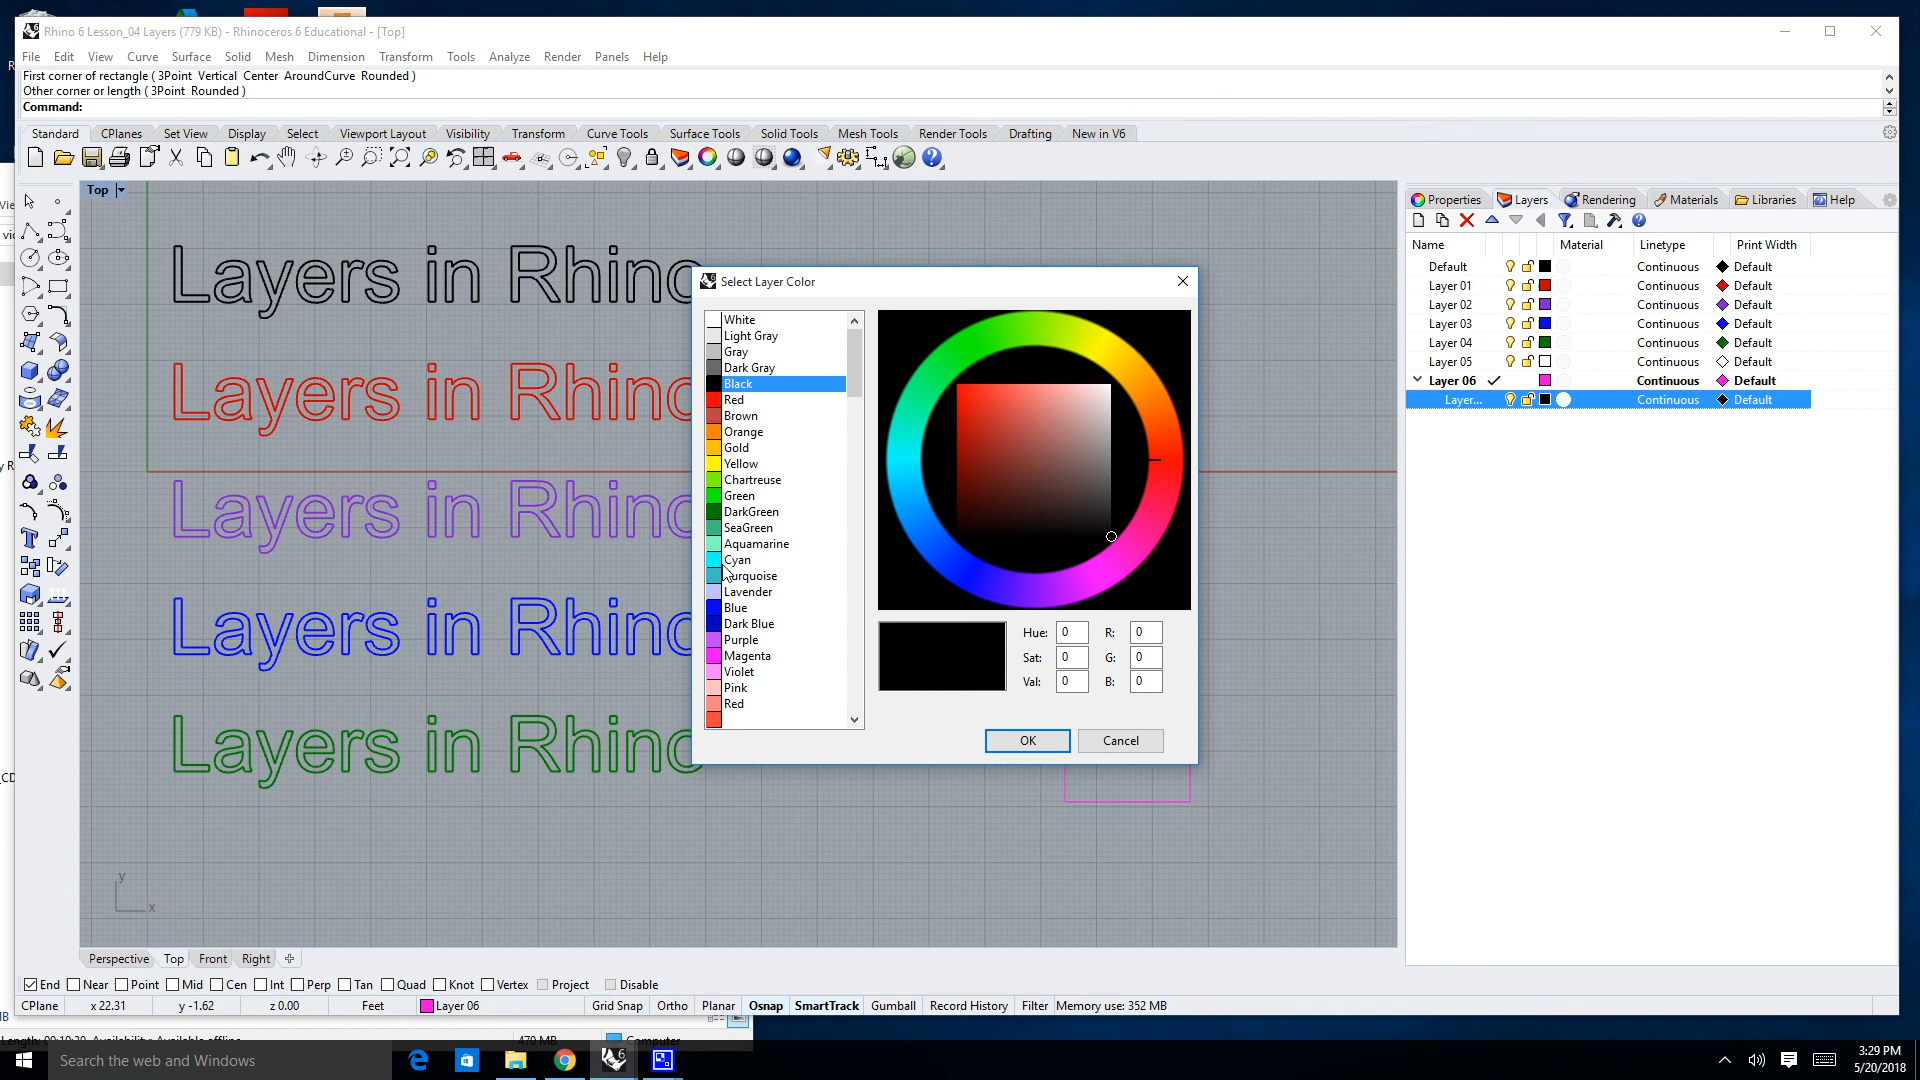 Rhino 6 Lesson_04 Layers (779 KB) - Rhinoceros 6 Educational - [Top]
File Edit View Curve Surface Solid Mesh Dimension Transform Tools Analyze Render Panels Help
First corner of rectangle ( 3Point Vertical Center AroundCurve Rounded )
Other corner or length ( 3Point Rounded )
Command:
Standard CPlanes Set View Display Select Viewport Layout Visibility Transform Curve Tools Surface Tools Solid Tools Mesh Tools Render Tools Drafting New in V6
Top
Properties Layers Rendering Materials Libraries Help
Name Material Linetype Print Width
Default Continuous Default
Layer 01 Continuous Default
Layer 02 Continuous Default
Layer 03 Continuous Default
Layer 04 Continuous Default
Layer 05 Continuous Default
Layer 06 Continuous Default
Layer... Continuous Default
Layers in Rhino
Layers in Rhino
Layers in Rhino
Layers in Rhino
Layers in Rhino
Select Layer Color
White
Light Gray
Gray
Dark Gray
Black
Red
Brown
Orange
Gold
Yellow
Chartreuse
Green
DarkGreen
SeaGreen
Aquamarine
Cyan
Turquoise
Lavender
Blue
Dark Blue
Purple
Magenta
Violet
Pink
Red
Hue: 0 R: 0
Sat: 0 G: 0
Val: 0 B: 0
OK Cancel
y
x
Perspective Top Front Right
End Near Point Mid Cen Int Perp Tan Quad Knot Vertex Project Disable
CPlane x 22.31 y -1.62 z 0.00 Feet Layer 06 Grid Snap Ortho Planar Osnap SmartTrack Gumball Record History Filter Memory use: 352 MB
470 MB Computer
Search the web and Windows
3:29 PM
5/20/2018